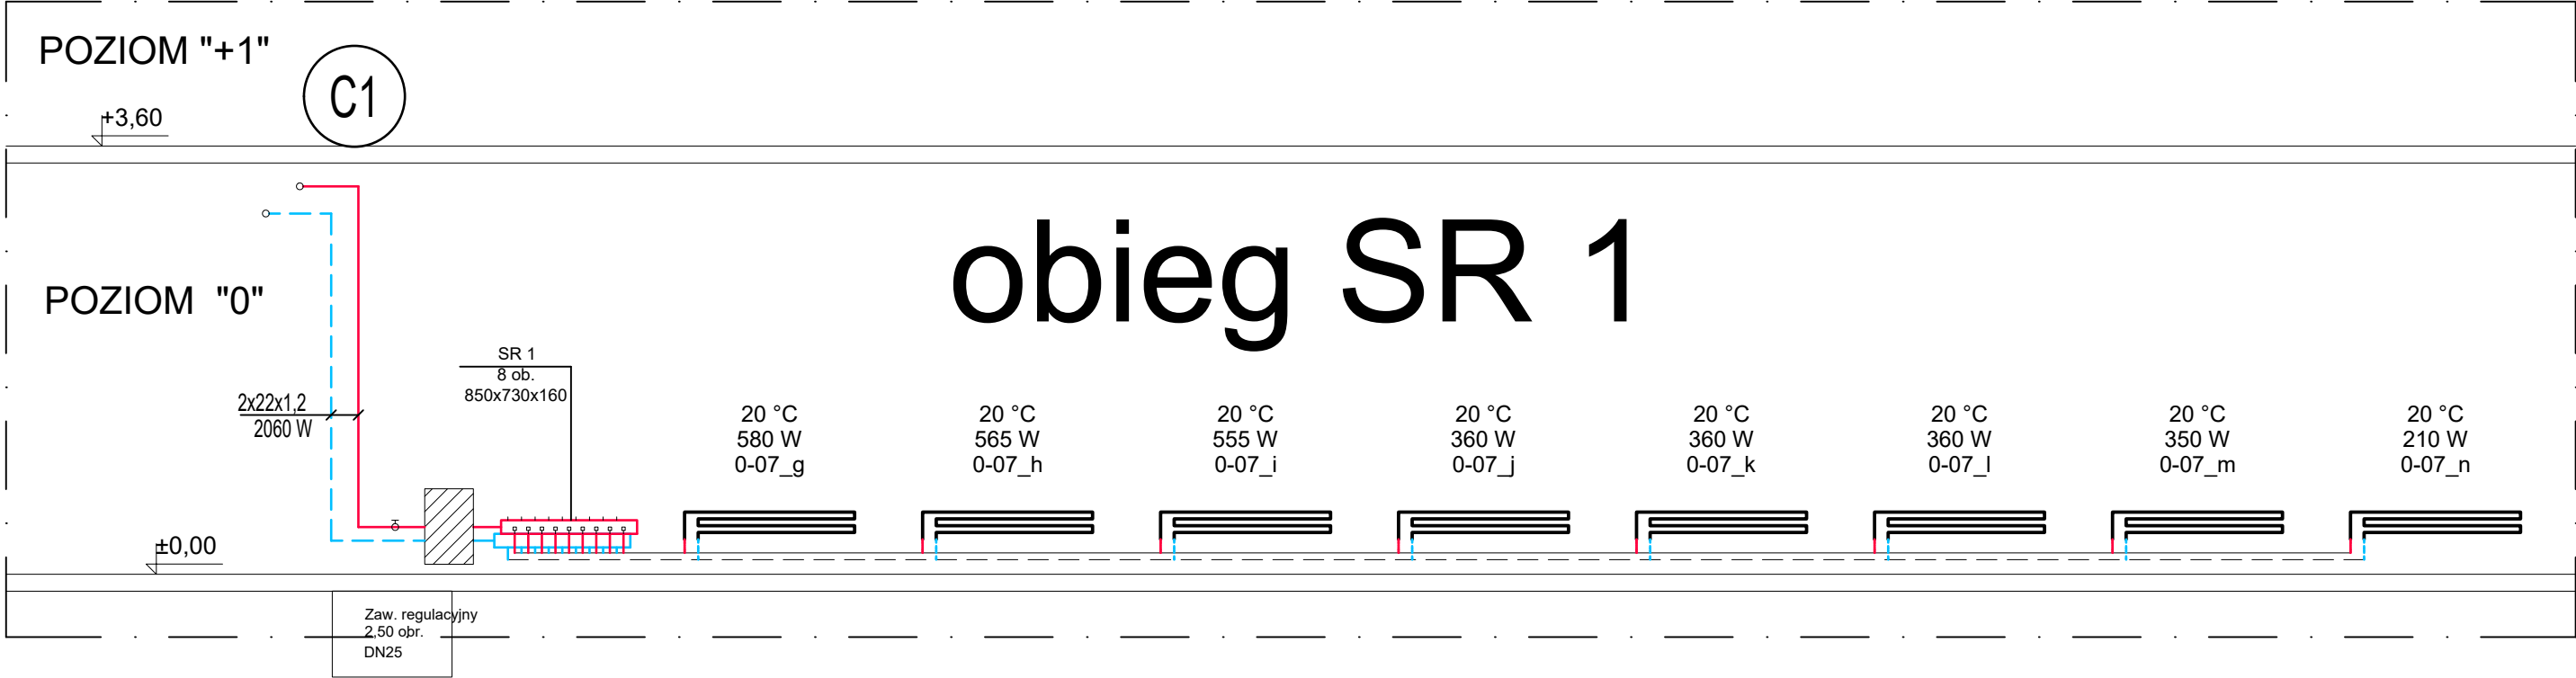 POZIOM "+1"
C1
+3,60
obieg SR 1
POZIOM "0"
SR 1
8 ob.
850x730x160
2x22x1,2
2060 W
20 °C
580 W
0-07_g
20 °C
565 W
0-07_h
20 °C
555 W
0-07_i
20 °C
360 W
0-07_j
20 °C
360 W
0-07_k
20 °C
360 W
0-07_l
20 °C
350 W
0-07_m
20 °C
210 W
0-07_n
±0,00
Zaw. regulacyjny
2,50 obr.
DN25